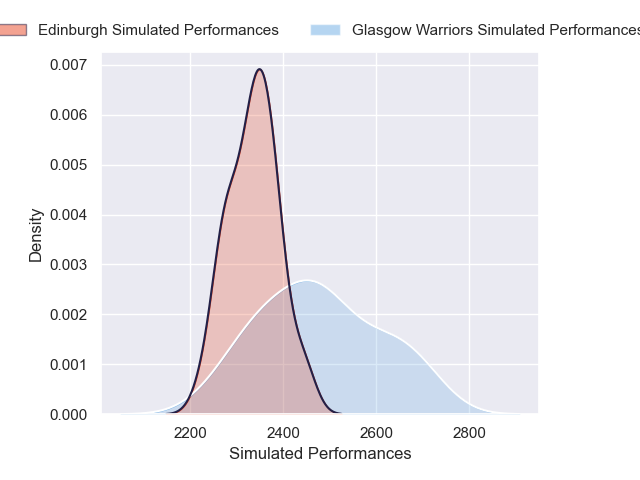 Edinburgh Simulated Performances
Glasgow Warriors Simulated Performances
0.007
0.006
0.005
0.004
0.003
0.002
0.001
0.000
Density
2200 2400 2600 2800
Simulated Performances